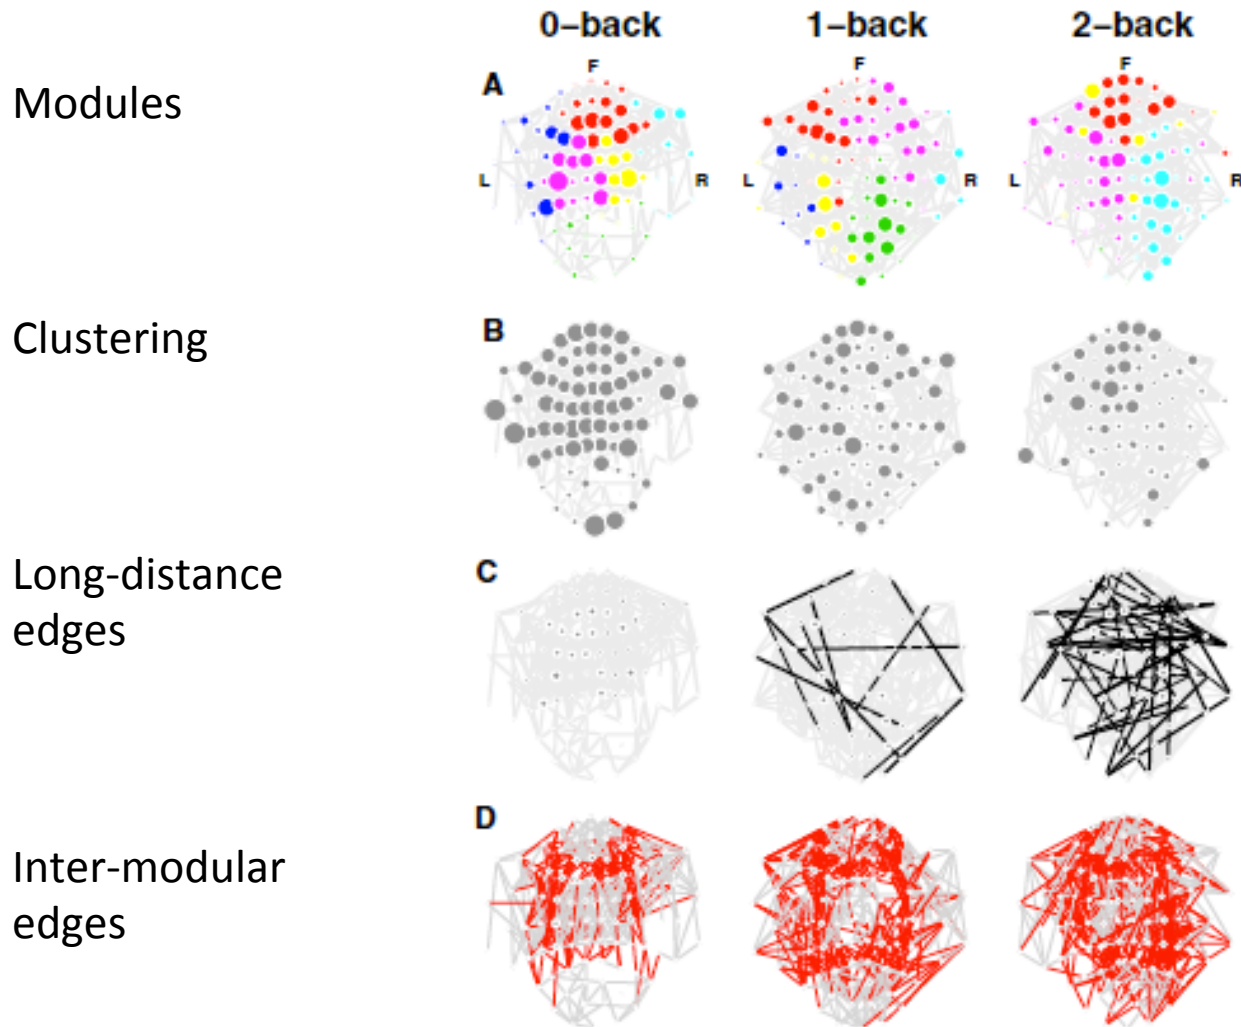 0−back 1−back 2−back
Modules
A
F F F
L R L R L R
Clustering
B
Long-distance
edges
C
Inter-modular
edges
D